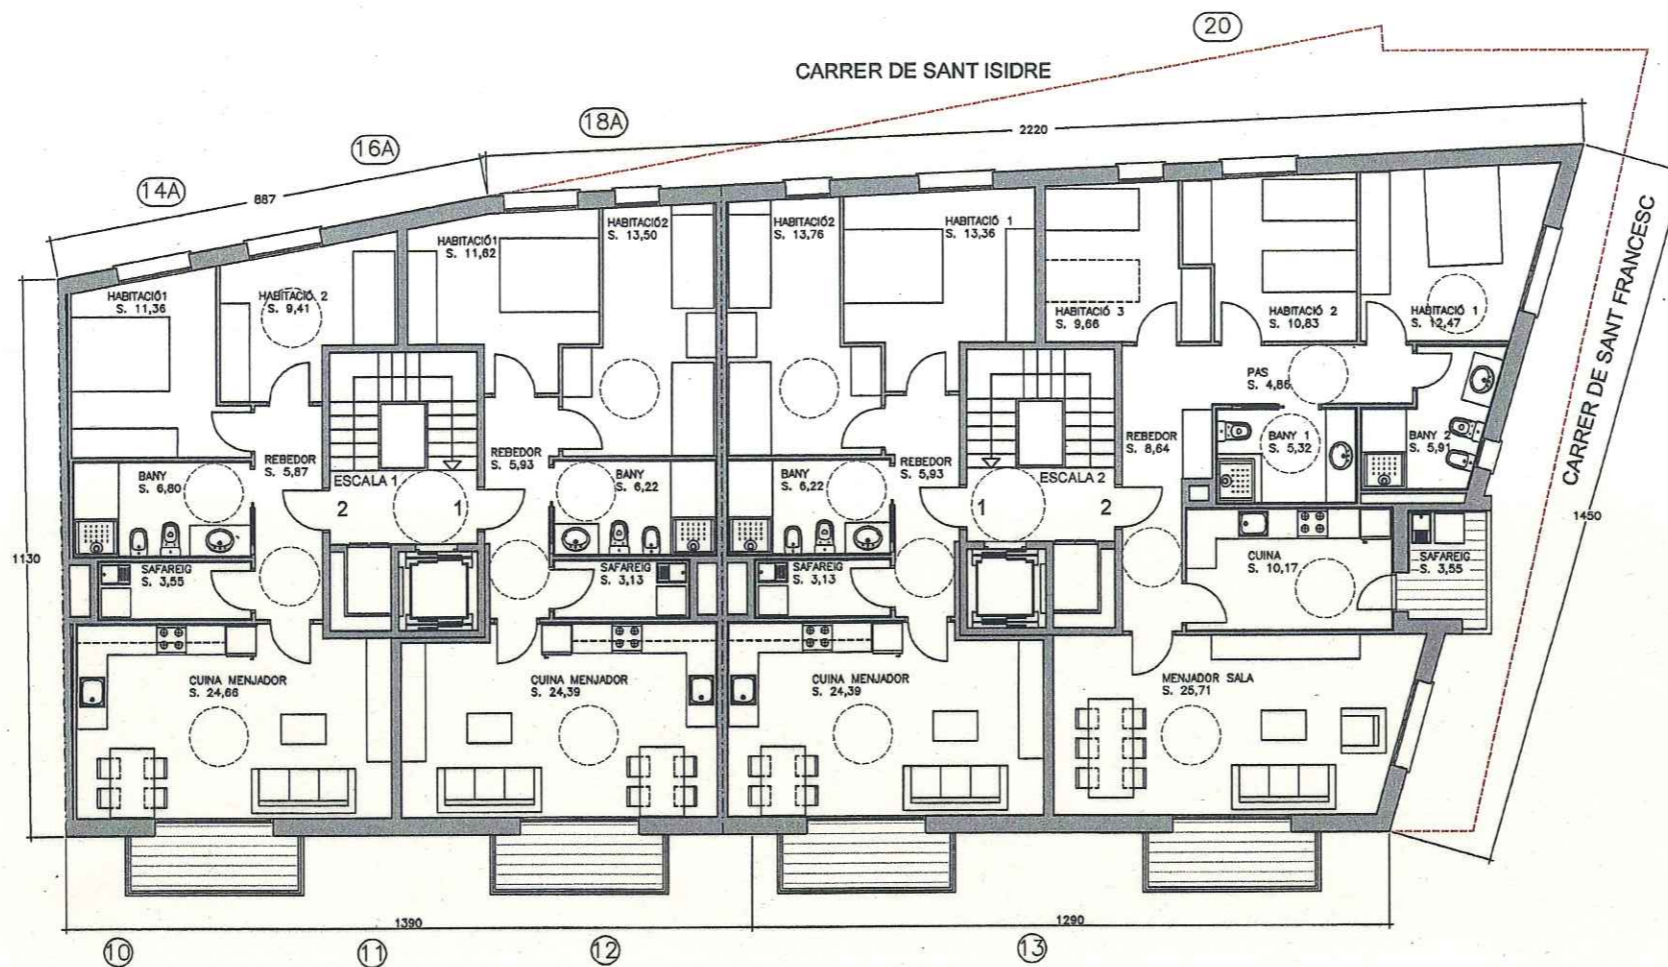 20
CARRER DE SANT ISIDRE
18A
2220
16A
14A
887
CARRER DE SANT FRANCESC
1450
1130
HABITACIÓ1
S. 11,36
HABITACIÓ 2
S. 9,41
HABITACIÓ1
S. 11,62
HABITACIÓ2
S. 13,50
HABITACIÓ2
S. 13,76
HABITACIÓ 1
S. 13,36
HABITACIÓ 3
S. 9,66
HABITACIÓ 2
S. 10,83
HABITACIÓ 1
S. 12,47
PAS
S. 4,86
REBEDOR
S. 5,87
BANY
S. 6,80
ESCALA 1
2
1
REBEDOR
S. 5,93
BANY
S. 6,22
BANY
S. 6,22
REBEDOR
S. 5,93
ESCALA 2
1
2
REBEDOR
S. 8,64
BANY 1
S. 5,32
BANY 2
S. 5,91
SAFAREIG
S. 3,55
SAFAREIG
S. 3,13
SAFAREIG
S. 3,13
CUINA
S. 10,17
SAFAREIG
S. 3,55
CUINA MENJADOR
S. 24,66
CUINA MENJADOR
S. 24,39
CUINA MENJADOR
S. 24,39
MENJADOR SALA
S. 25,71
1390
1290
10
11
12
13